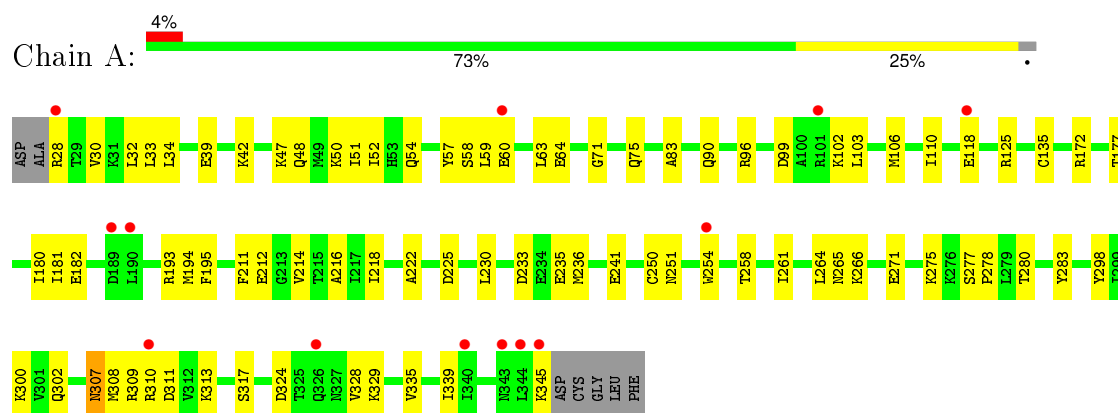 4%
Chain A:
73% 25% •
ASP ALA R28 T29 V30 K31 L32 L33 L34 E39 K42 K47 Q48 M49 K50 I51 I52 H53 Q54 Y57 S58 L59 E60 L63 E64 G71 Q75 A83 Q90 R96 D99 A100 R101 K102 L103 M106 I110 E118 R125 C135 R172 T177
I180 I181 E182 D189 L190 R193 M194 F195 F211 E212 G213 V214 T215 A216 I217 I218 A222 D225 L230 D233 E234 E235 M236 E241 C250 N251 W254 T258 I261 L264 N265 K266 E271 K275 K276 S277 P278 L279 T280 Y283 Y298 I299
K300 V301 Q302 N307 M308 R309 R310 D311 V312 K313 S317 D324 T325 Q326 N327 V328 K329 V335 I339 I340 N343 L344 K345 ASP CYS GLY LEU PHE